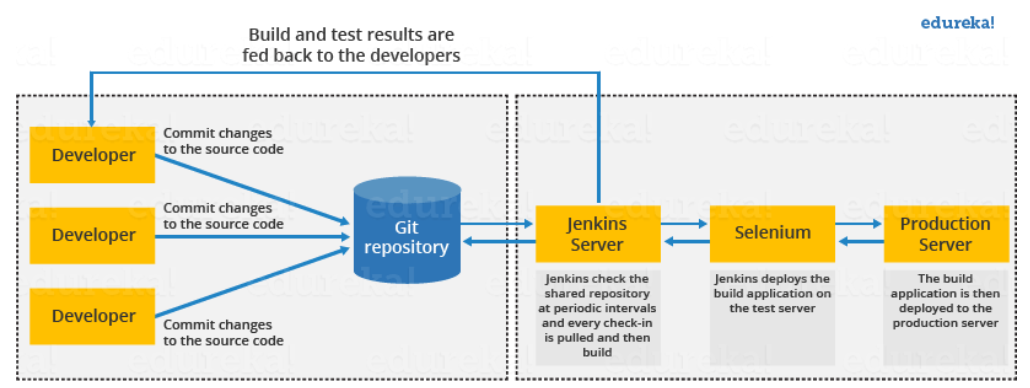 edureka!
Build and test results are
fed back to the developers
Developer
Commit changes
to the source code
Developer
Commit changes
to the source code
Developer
Commit changes
to the source code
Git
repository
Jenkins
Server
Selenium
Production
Server
Jenkins check the
shared repository
at periodic intervals
and every check-in
is pulled and then
build
Jenkins deploys the
build application on
the test server
The build
application is then
deployed to the
production server